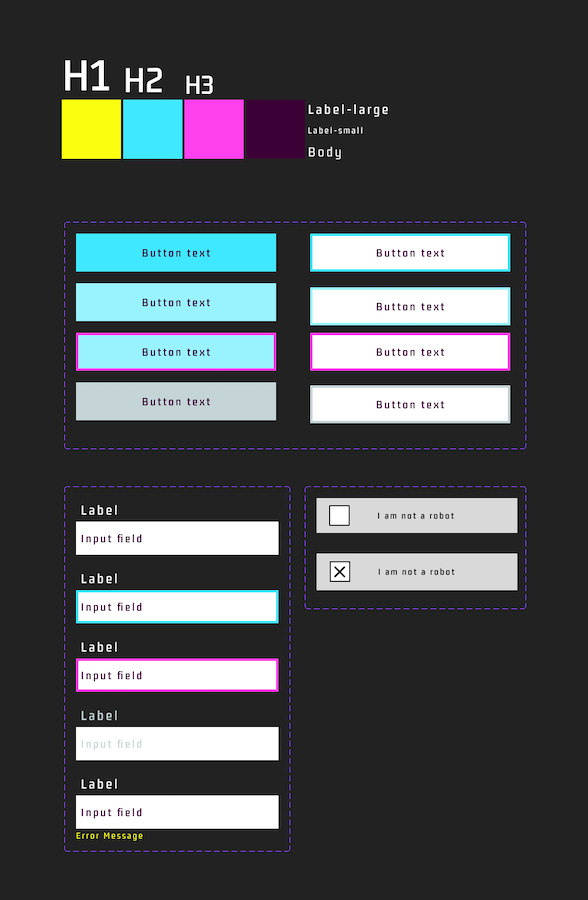 H1 H2 H3
Label-large
Label-small
Body
Button text
Button text
Button text
Button text
Button text
Button text
Button text
Button text
Label
Input field
Label
Input field
Label
Input field
Label
Input field
Label
Input field
Error Message
I am not a robot
I am not a robot